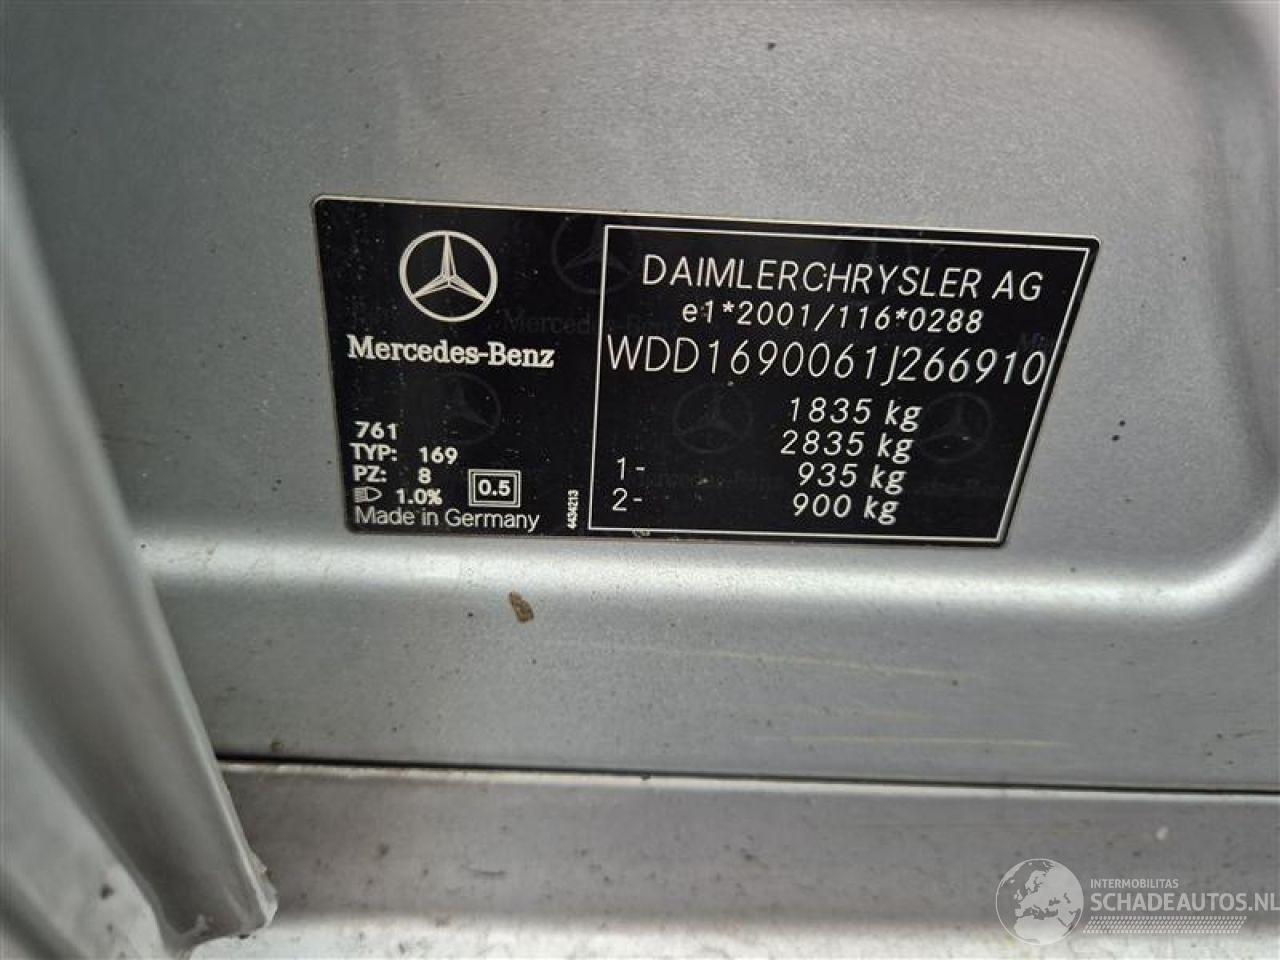 Mercedes-Benz
761
TYP: 169
PZ: 8
1.0%
0.5
Made in Germany
4434213
DAIMLERCHRYSLER AG
e1*2001/116*0288
WDD1690061J266910
1835 kg
2835 kg
1- 935 kg
2- 900 kg
INTERMOBILITAS
SCHADEAUTOS.NL